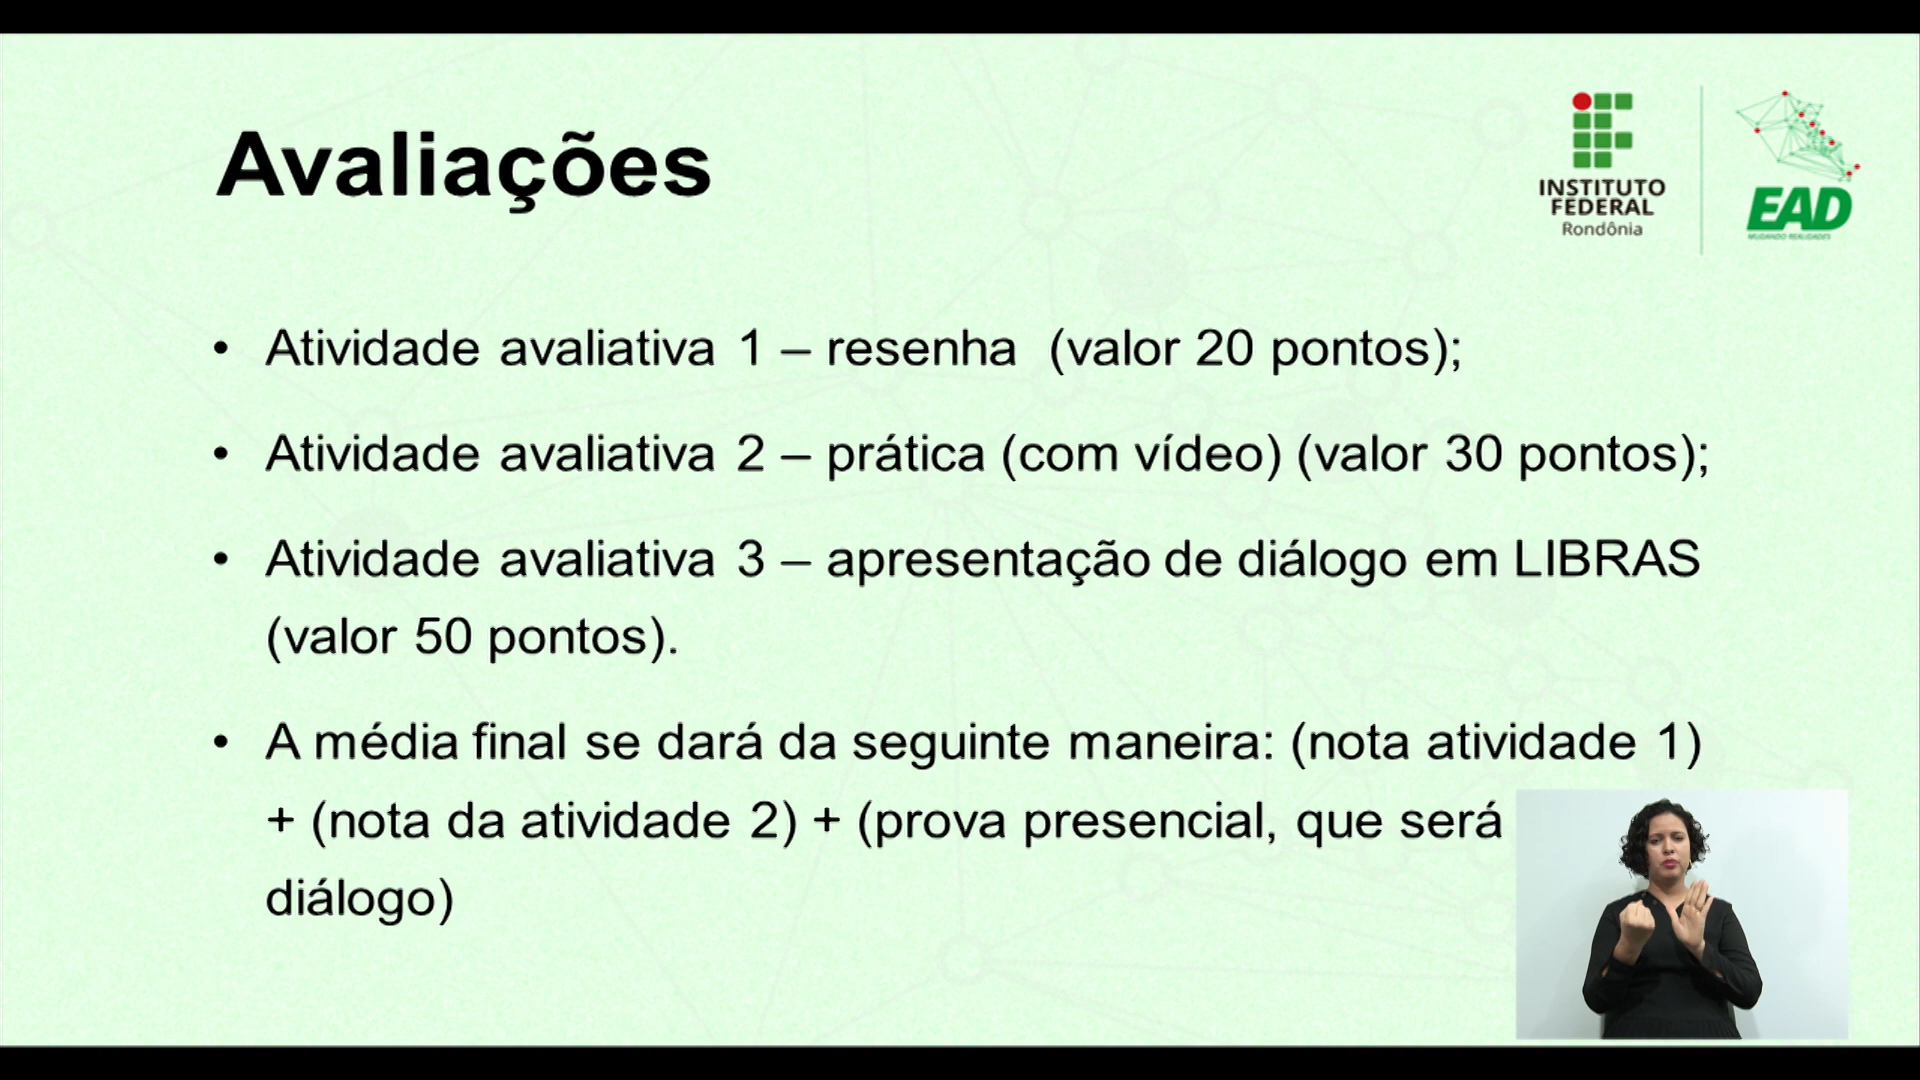 Avaliações
INSTITUTO
FEDERAL
Rondônia
EAD
MUDANDO REALIDADES
• Atividade avaliativa 1 – resenha (valor 20 pontos);
• Atividade avaliativa 2 – prática (com vídeo) (valor 30 pontos);
• Atividade avaliativa 3 – apresentação de diálogo em LIBRAS
(valor 50 pontos).
• A média final se dará da seguinte maneira: (nota atividade 1)
+ (nota da atividade 2) + (prova presencial, que será
diálogo)